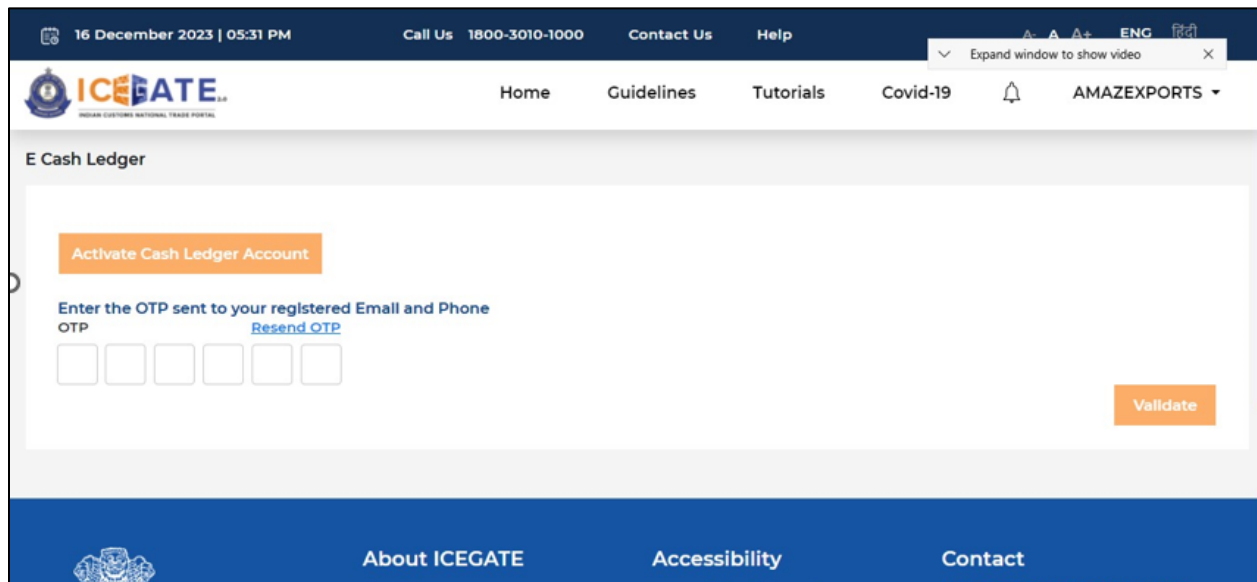 16 December 2023 | 05:31 PM Call Us 1800-3010-1000 Contact Us Help A- A A+ ENG हिंदी
Expand window to show video
ICEGATE 2.0
INDIAN CUSTOMS NATIONAL TRADE PORTAL
Home Guidelines Tutorials Covid-19 AMAZEXPORTS
E Cash Ledger
Activate Cash Ledger Account
Enter the OTP sent to your registered Email and Phone
OTP Resend OTP
Validate
About ICEGATE Accessibility Contact